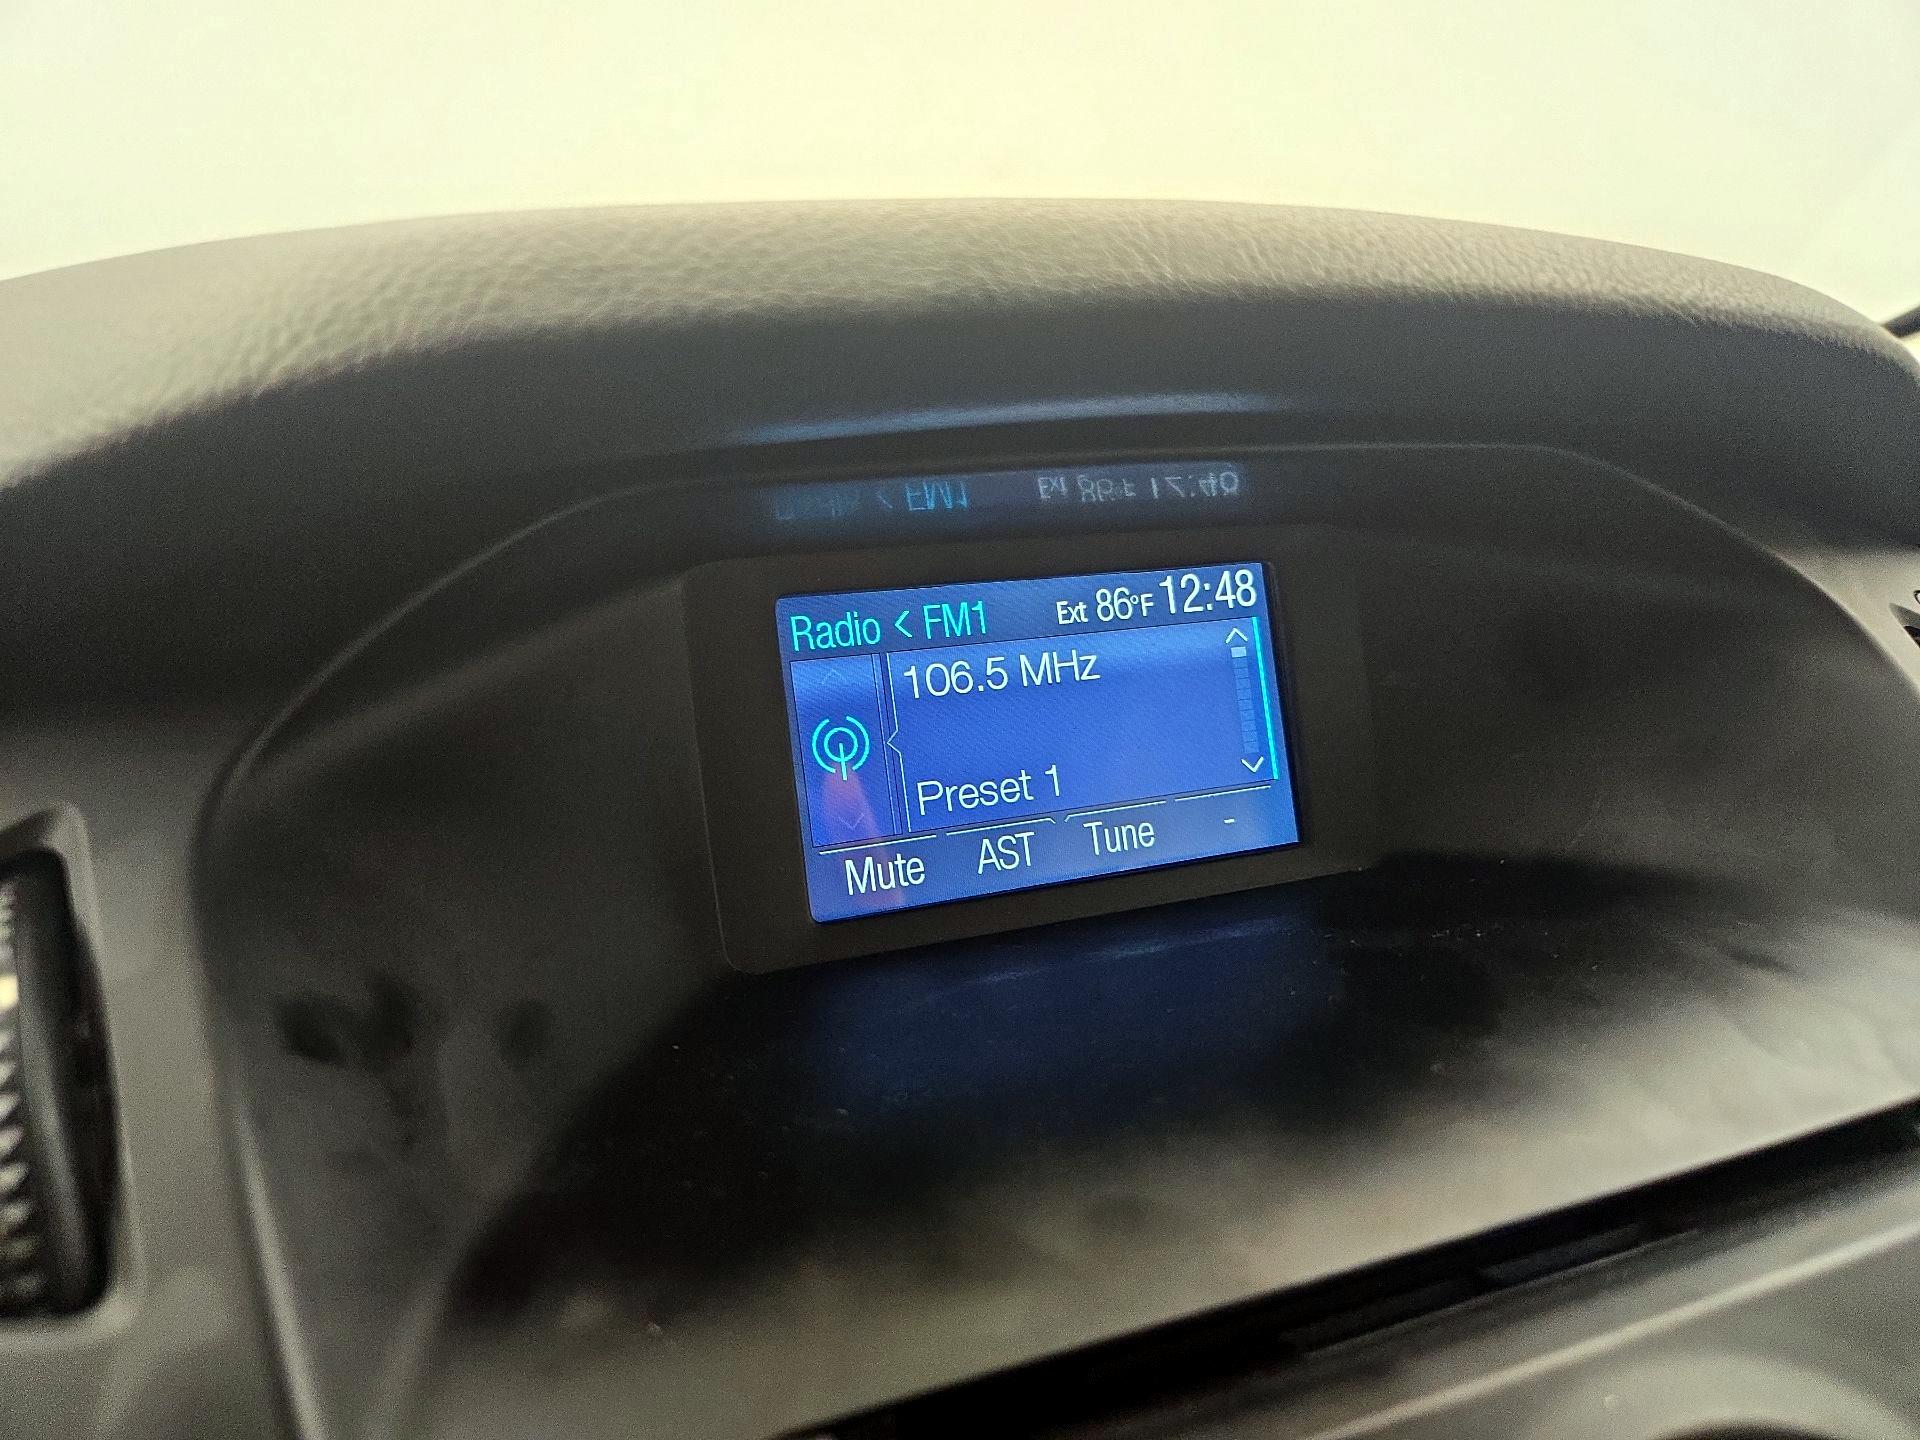 Radio < FM1 Ext 86°F 12:48
106.5 MHz
Preset 1
Mute AST Tune -